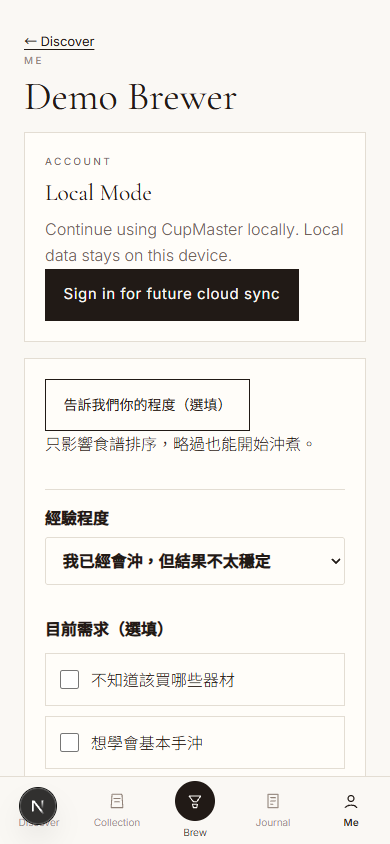 ← Discover
ME
Demo Brewer
ACCOUNT
Local Mode
Continue using CupMaster locally. Local
data stays on this device.
Sign in for future cloud sync
告訴我們你的程度（選填）
只影響食譜排序，略過也能開始沖煮。
經驗程度
我已經會沖，但結果不太穩定
目前需求（選填）
不知道該買哪些器材
想學會基本手沖
N
Discover Collection Brew Journal Me